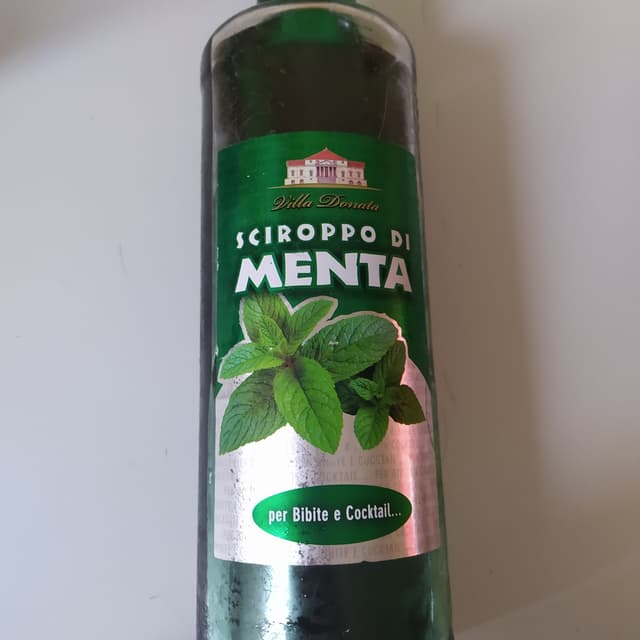 Villa Donata
SCIROPPO DI
MENTA
per Bibite e Cocktail...